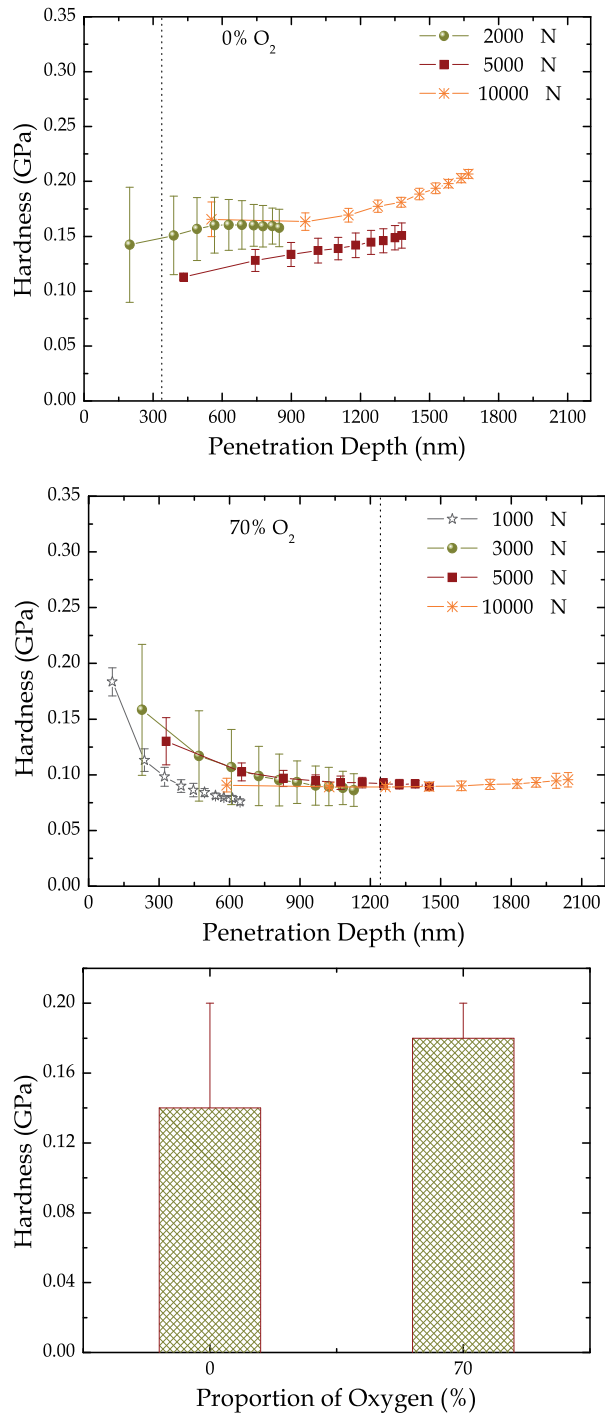 0.35
0% O2
2000 N
5000 N
10000 N
0.30
0.25
0.20
0.15
0.10
0.05
0.00
Hardness (GPa)
0 300 600 900 1200 1500 1800 2100
Penetration Depth (nm)
0.35
70% O2
1000 N
3000 N
5000 N
10000 N
0.30
0.25
0.20
0.15
0.10
0.05
0.00
Hardness (GPa)
0 300 600 900 1200 1500 1800 2100
Penetration Depth (nm)
0.20
0.16
0.12
0.08
0.04
0.00
Hardness (GPa)
0 70
Proportion of Oxygen (%)